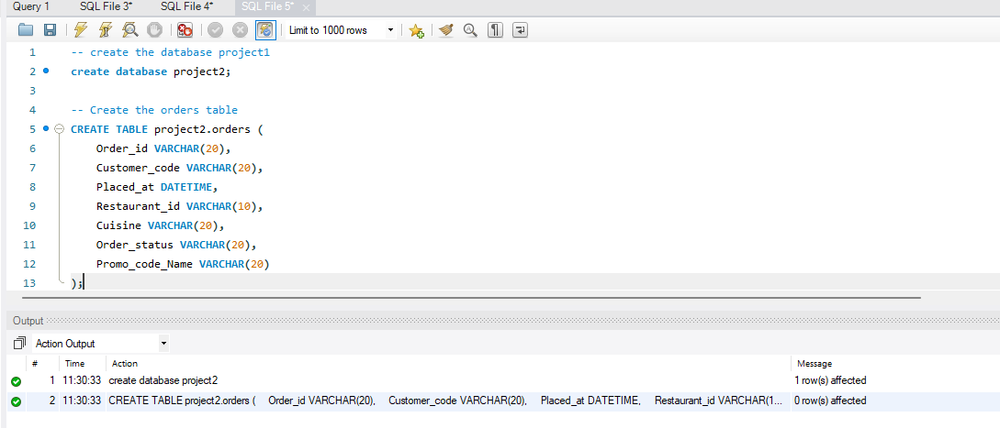 Query 1 SQL File 3* SQL File 4* SQL File 5*
Limit to 1000 rows
1 -- create the database project1
2 create database project2;
3
4 -- Create the orders table
5 CREATE TABLE project2.orders (
6 Order_id VARCHAR(20),
7 Customer_code VARCHAR(20),
8 Placed_at DATETIME,
9 Restaurant_id VARCHAR(10),
10 Cuisine VARCHAR(20),
11 Order_status VARCHAR(20),
12 Promo_code_Name VARCHAR(20)
13 );
Output
Action Output
# Time Action Message
1 11:30:33 create database project2 1 row(s) affected
2 11:30:33 CREATE TABLE project2.orders ( Order_id VARCHAR(20), Customer_code VARCHAR(20), Placed_at DATETIME, Restaurant_id VARCHAR(1... 0 row(s) affected